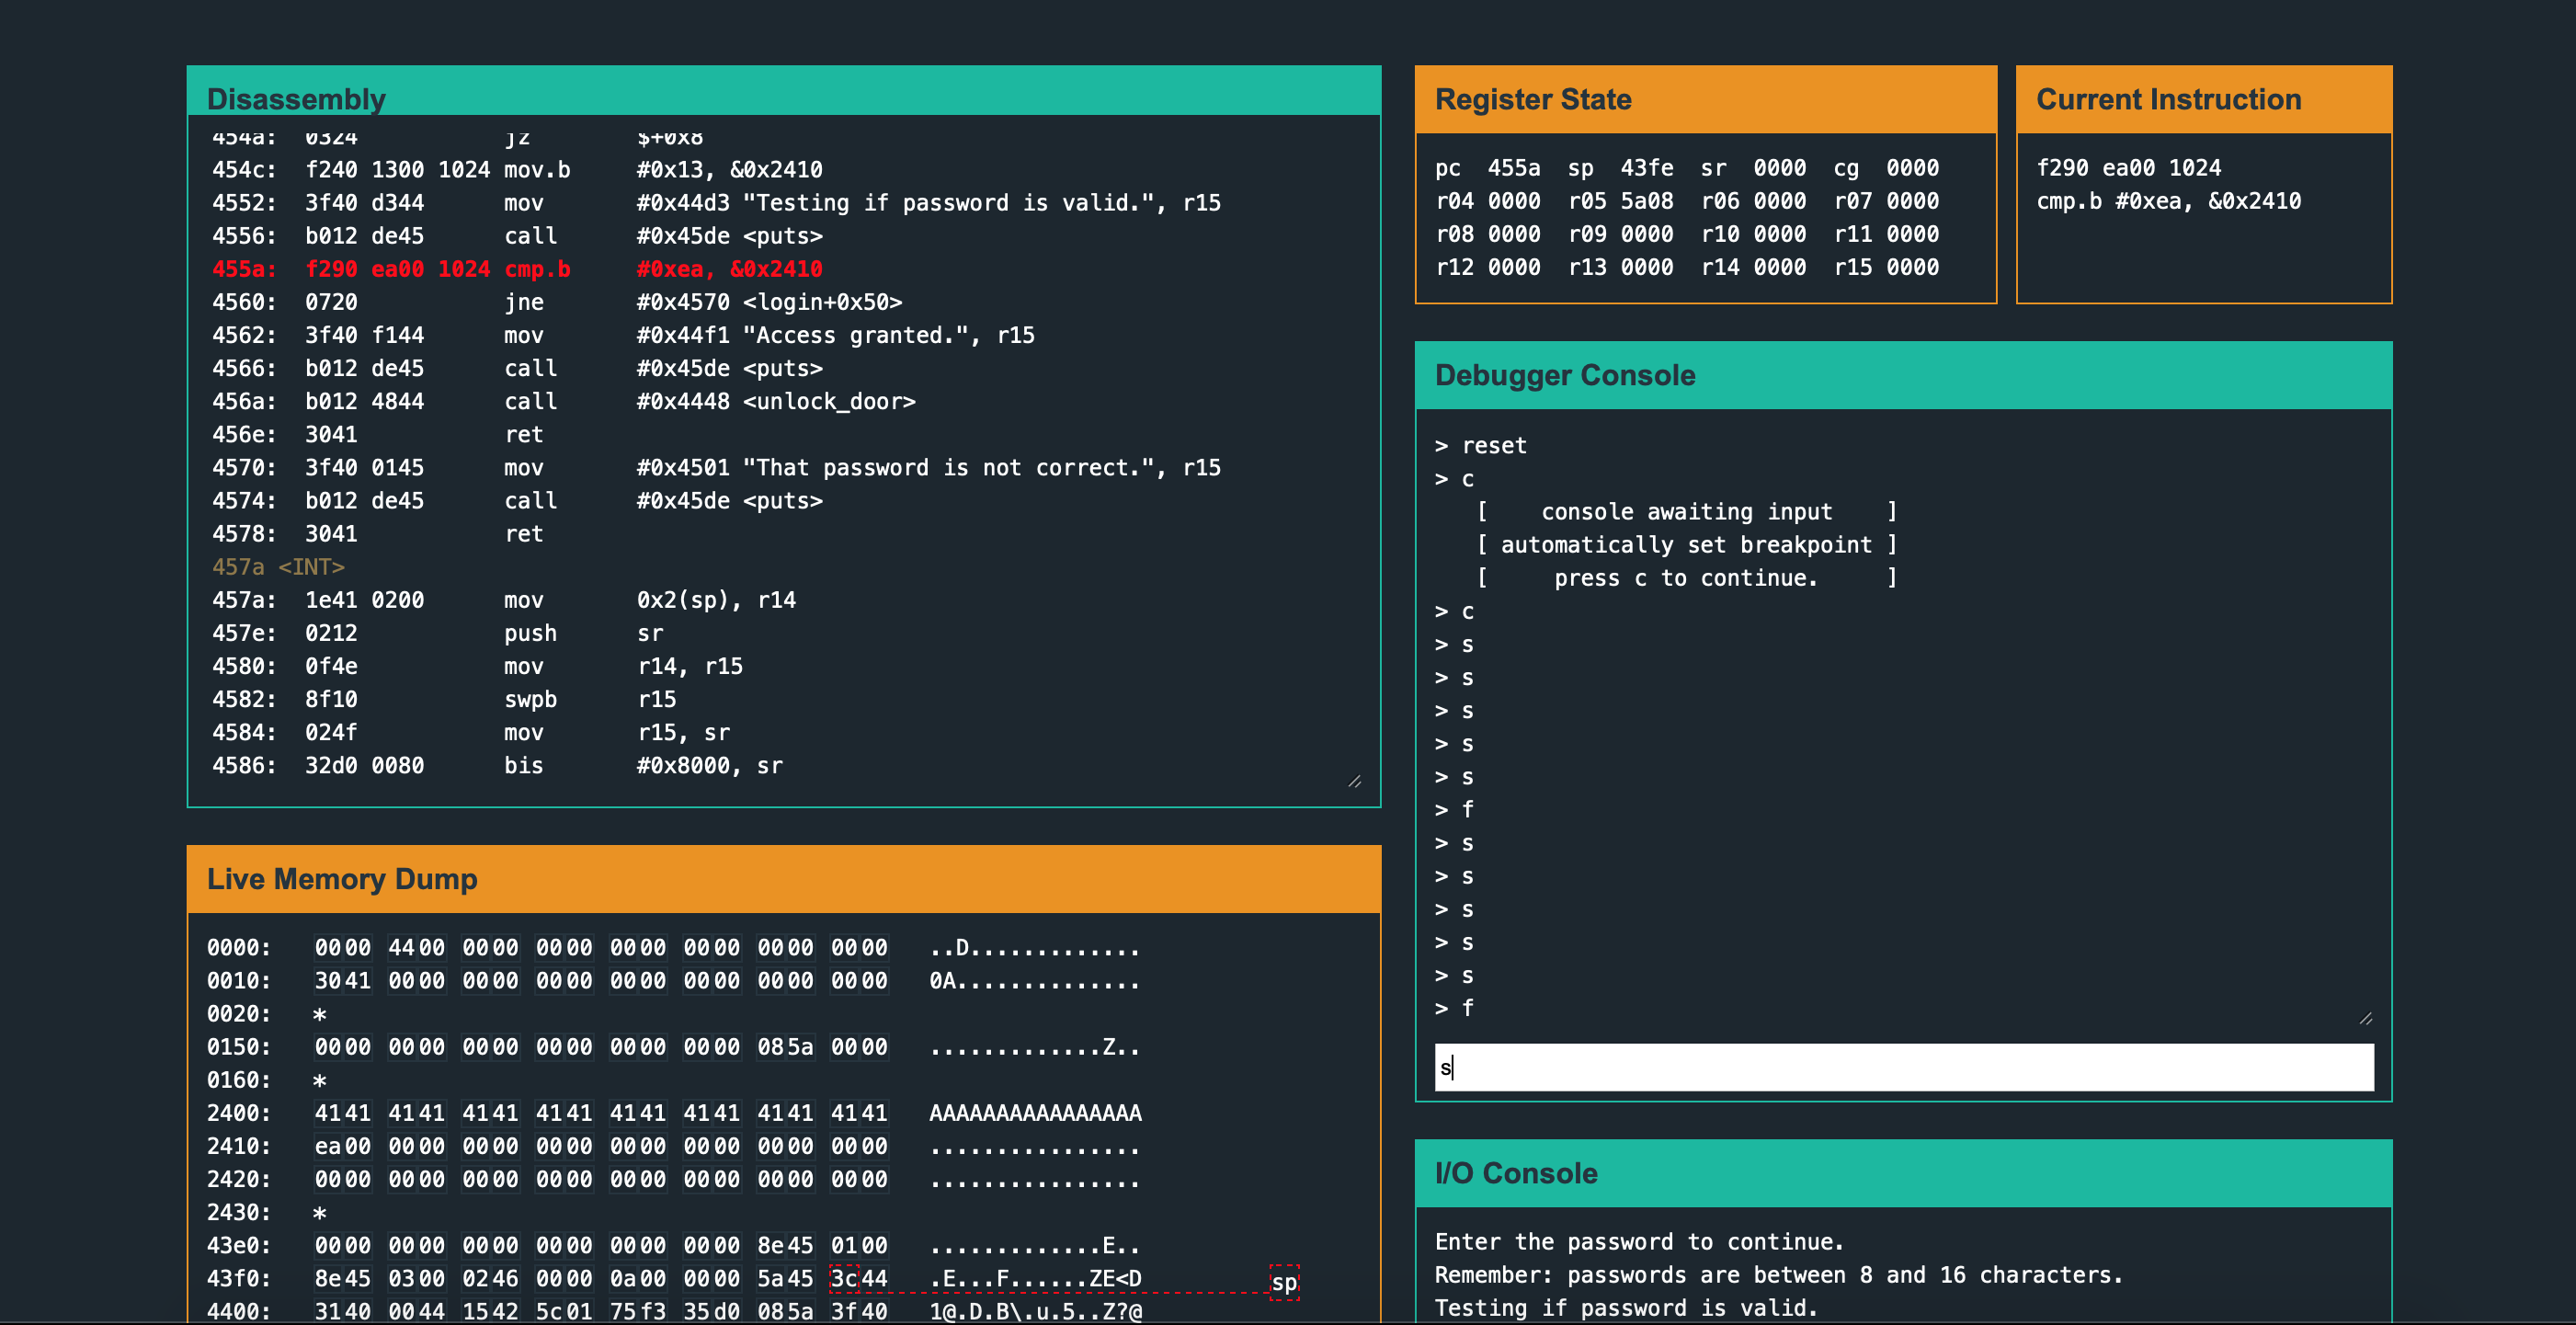 Disassembly
454a: 0324 jz $+0x8
454c: f240 1300 1024 mov.b #0x13, &0x2410
4552: 3f40 d344 mov #0x44d3 "Testing if password is valid.", r15
4556: b012 de45 call #0x45de <puts>
455a: f290 ea00 1024 cmp.b #0xea, &0x2410
4560: 0720 jne #0x4570 <login+0x50>
4562: 3f40 f144 mov #0x44f1 "Access granted.", r15
4566: b012 de45 call #0x45de <puts>
456a: b012 4844 call #0x4448 <unlock_door>
456e: 3041 ret
4570: 3f40 0145 mov #0x4501 "That password is not correct.", r15
4574: b012 de45 call #0x45de <puts>
4578: 3041 ret
457a <INT>
457a: 1e41 0200 mov 0x2(sp), r14
457e: 0212 push sr
4580: 0f4e mov r14, r15
4582: 8f10 swpb r15
4584: 024f mov r15, sr
4586: 32d0 0080 bis #0x8000, sr
Live Memory Dump
0000: 0000 4400 0000 0000 0000 0000 0000 0000 ..D.............
0010: 3041 0000 0000 0000 0000 0000 0000 0000 0A..............
0020: *
0150: 0000 0000 0000 0000 0000 0000 085a 0000 .............Z..
0160: *
2400: 4141 4141 4141 4141 4141 4141 4141 4141 AAAAAAAAAAAAAAAA
2410: ea00 0000 0000 0000 0000 0000 0000 0000 ................
2420: 0000 0000 0000 0000 0000 0000 0000 0000 ................
2430: *
43e0: 0000 0000 0000 0000 0000 0000 8e45 0100 .............E..
43f0: 8e45 0300 0246 0000 0a00 0000 5a45 3c44 .E...F......ZE<D sp
4400: 3140 0044 1542 5c01 75f3 35d0 085a 3f40 1@.D.B\.u.5..Z?@
Register State
pc 455a sp 43fe sr 0000 cg 0000
r04 0000 r05 5a08 r06 0000 r07 0000
r08 0000 r09 0000 r10 0000 r11 0000
r12 0000 r13 0000 r14 0000 r15 0000
Current Instruction
f290 ea00 1024
cmp.b #0xea, &0x2410
Debugger Console
> reset
> c
[ console awaiting input ]
[ automatically set breakpoint ]
[ press c to continue. ]
> c
> s
> s
> s
> s
> s
> f
> s
> s
> s
> s
> s
> f
s
I/O Console
Enter the password to continue.
Remember: passwords are between 8 and 16 characters.
Testing if password is valid.